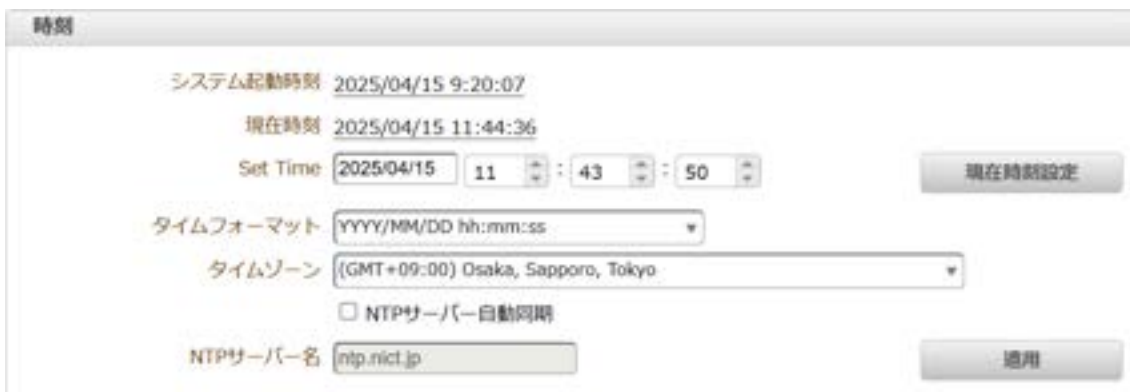 時刻
システム起動時刻 2025/04/15 9:20:07
現在時刻 2025/04/15 11:44:36
Set Time 2025/04/15 11 : 43 : 50 現在時刻設定
タイムフォーマット YYYY/MM/DD hh:mm:ss
タイムゾーン (GMT+09:00) Osaka, Sapporo, Tokyo
NTPサーバー自動同期
NTPサーバー名 ntp.nict.jp 適用